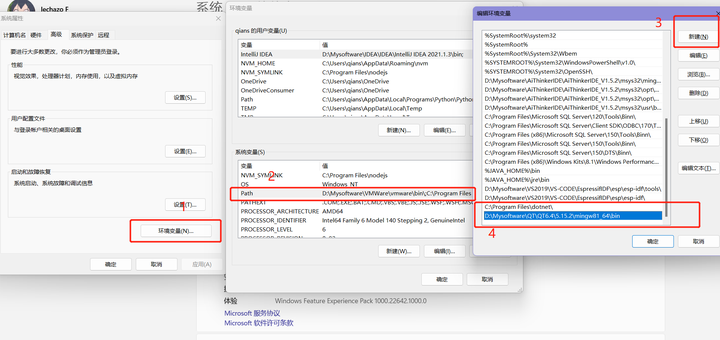 系统
lechazo F
系统属性
计算机名 硬件 高级 系统保护 远程
要进行大多数更改，你必须作为管理员登录。
性能
视觉效果，处理器计划，内存使用，以及虚拟内存
设置(S)...
用户配置文件
与登录帐户相关的桌面设置
设置(E)...
启动和故障恢复
系统启动、系统故障和调试信息
1
设置(T)...
环境变量(N)...
确定 取消 应用(A)
环境变量
qians 的用户变量(U)
变量 值
IntelliJ IDEA D:\Mysoftware\IDEA\IDEA\IntelliJ IDEA 2021.1.3\bin;
NVM_HOME C:\Users\qians\AppData\Roaming\nvm
NVM_SYMLINK C:\Program Files\nodejs
OneDrive C:\Users\qians\OneDrive
OneDriveConsumer C:\Users\qians\OneDrive
Path C:\Users\qians\AppData\Local\Programs\Python\Python
TEMP C:\Users\qians\AppData\Local\Temp
新建(N)... 编辑(E)...
系统变量(S)
变量 值
2
NVM_SYMLINK C:\Program Files\nodejs
OS Windows_NT
Path D:\Mysoftware\VMWare\vmware\bin\;C:\Program Files
PATHEXT .COM;.EXE;.BAT;.CMD;.VBS;.VBE;.JS;.JSE;.WSF;.WSH;.MSC
PROCESSOR_ARCHITECTURE AMD64
PROCESSOR_IDENTIFIER Intel64 Family 6 Model 140 Stepping 2, GenuineIntel
PROCESSOR_LEVEL 6
新建(W)... 编辑(I)...
确定 取消
体验 Windows Feature Experience Pack 1000.22642.1000.0
Microsoft 服务协议
Microsoft 软件许可条款
3
编辑环境变量
%SystemRoot%\system32
%SystemRoot%
%SystemRoot%\System32\Wbem
%SYSTEMROOT%\System32\WindowsPowerShell\v1.0\
%SYSTEMROOT%\System32\OpenSSH\
D:\Mysoftware\AiThinkerIDE\AiThinkerIDE_V1.5.2\msys32\ming...
D:\Mysoftware\AiThinkerIDE\AiThinkerIDE_V1.5.2\msys32\opt\...
D:\Mysoftware\AiThinkerIDE\AiThinkerIDE_V1.5.2\msys32\opt\...
D:\Mysoftware\AiThinkerIDE\AiThinkerIDE_V1.5.2\msys32\usr\b...
C:\Program Files\Microsoft SQL Server\120\Tools\Binn\
C:\Program Files\Microsoft SQL Server\Client SDK\ODBC\170\T...
C:\Program Files (x86)\Microsoft SQL Server\150\Tools\Binn\
C:\Program Files\Microsoft SQL Server\150\Tools\Binn\
C:\Program Files\Microsoft SQL Server\150\DTS\Binn\
C:\Program Files (x86)\Windows Kits\8.1\Windows Performanc...
%JAVA_HOME%\bin
%JAVA_HOME%\jre\bin
D:\Mysoftware\VS2019\VS-CODE\EspressifIDF\esp\esp-idf\tools\
D:\Mysoftware\VS2019\VS-CODE\EspressifIDF\esp\esp-idf\
C:\Program Files\dotnet\
D:\Mysoftware\QT\QT6.4\5.15.2\mingw81_64\bin
新建(N)
编辑(E)
浏览(B)...
删除(D)
上移(U)
下移(O)
编辑文本(T)...
4
确定 取消